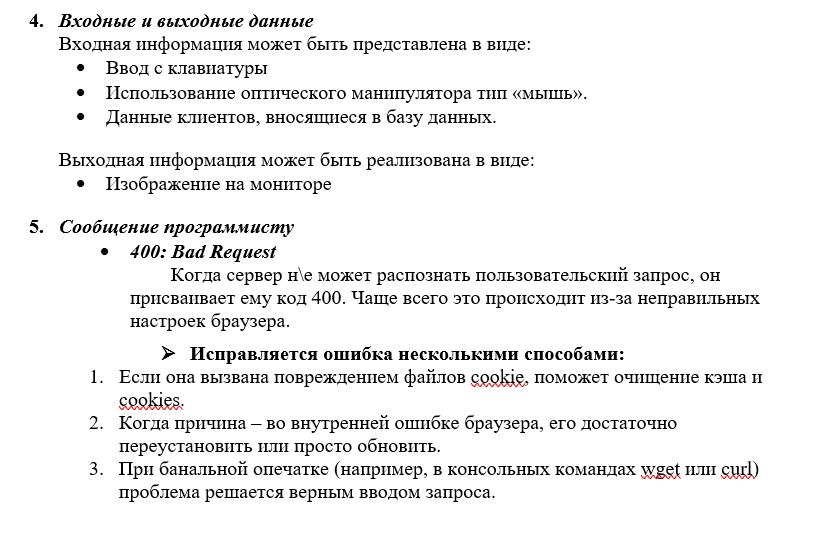 4. Входные и выходные данные
Входная информация может быть представлена в виде:
• Ввод с клавиатуры
• Использование оптического манипулятора тип «мышь».
• Данные клиентов, вносящиеся в базу данных.
Выходная информация может быть реализована в виде:
• Изображение на мониторе
5. Сообщение программисту
• 400: Bad Request
Когда сервер н\е может распознать пользовательский запрос, он
присваивает ему код 400. Чаще всего это происходит из-за неправильных
настроек браузера.
➢ Исправляется ошибка несколькими способами:
1. Если она вызвана повреждением файлов cookie, поможет очищение кэша и
cookies.
2. Когда причина – во внутренней ошибке браузера, его достаточно
переустановить или просто обновить.
3. При банальной опечатке (например, в консольных командах wget или curl)
проблема решается верным вводом запроса.